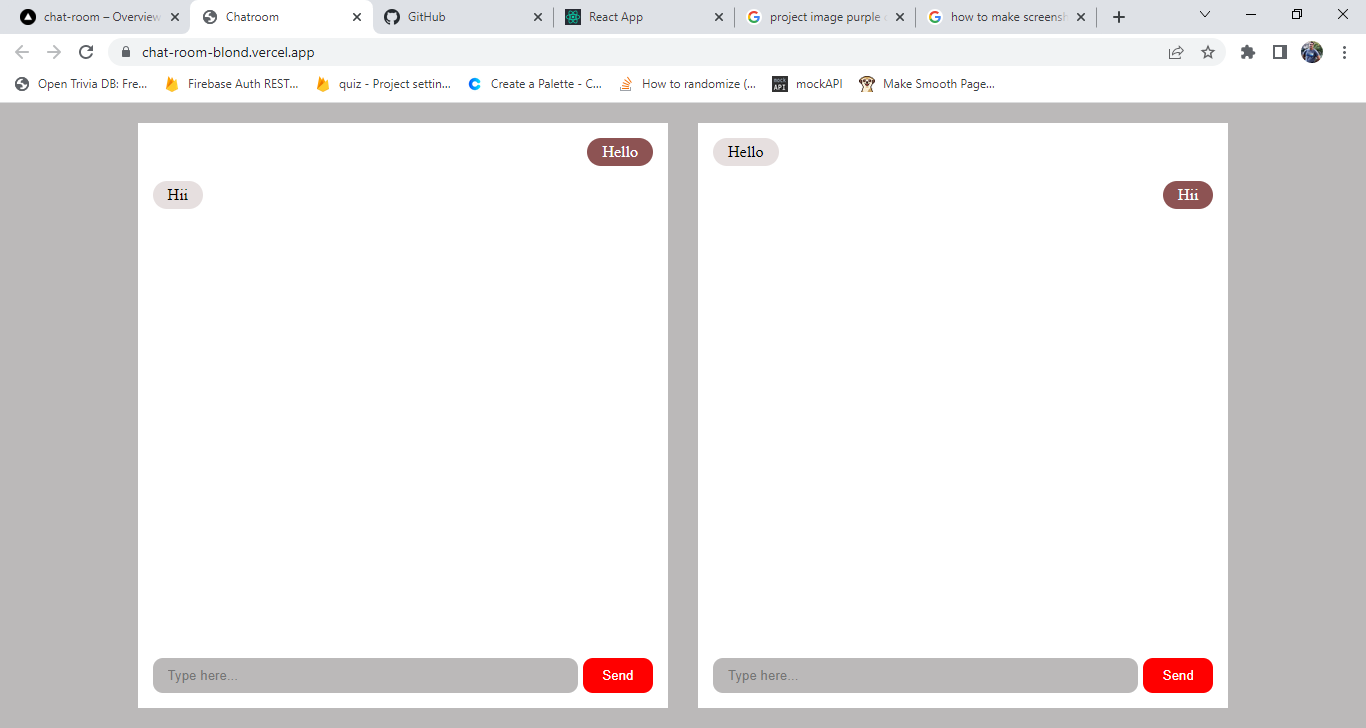 chat-room – Overview
Chatroom
GitHub
React App
project image purple
how to make screensh
chat-room-blond.vercel.app
Open Trivia DB: Fre...
Firebase Auth REST...
quiz - Project settin...
Create a Palette - C...
How to randomize (...
mock API
mockAPI
Make Smooth Page...
Hello
Hii
Type here...
Send
Hello
Hii
Type here...
Send